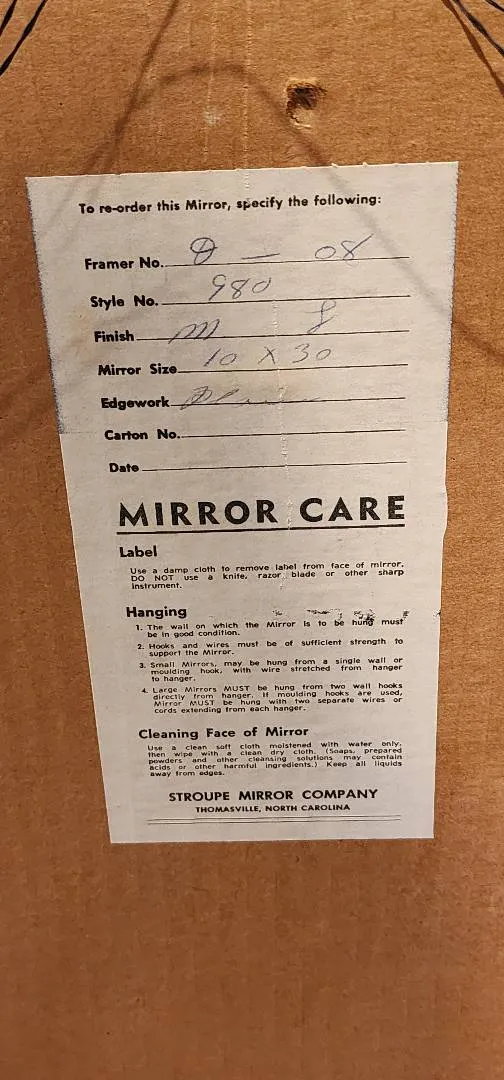 To re-order this Mirror, specify the following:
Framer No. 0 — 08
Style No. 980
Finish m
Mirror Size 10 x 30
Edgework
Carton No.
Date
MIRROR CARE
Label
Use a damp cloth to remove label from face of mirror.
DO NOT use a knife, razor blade or other sharp
instrument.
Hanging
1. The wall on which the Mirror is to be hung must
be in good condition.
2. Hooks and wires must be of sufficient strength to
support the Mirror.
3. Small Mirrors, may be hung from a single wall or
moulding hook, with wire stretched from hanger
to hanger.
4. Large Mirrors MUST be hung from two wall hooks
directly from hanger. If moulding hooks are used,
Mirror MUST be hung with two separate wires or
cords extending from each hanger.
Cleaning Face of Mirror
Use a clean soft cloth moistened with water only,
then wipe with a clean dry cloth. (Soaps, prepared
powders and other cleansing solutions may contain
acids or other harmful ingredients.) Keep all liquids
away from edges.
STROUPE MIRROR COMPANY
THOMASVILLE, NORTH CAROLINA